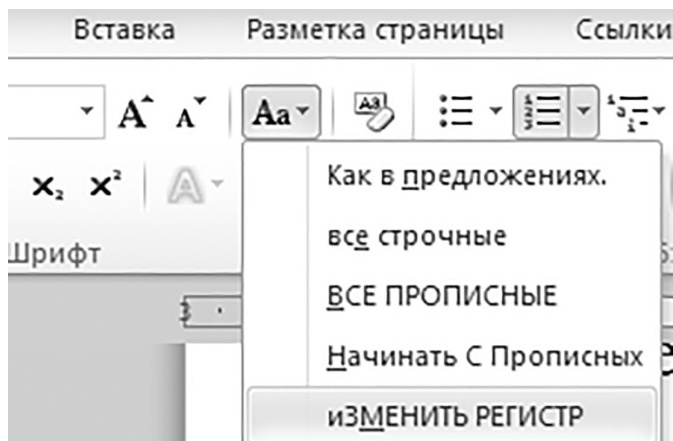 Вставка Разметка страницы Ссылки
Aa
Шрифт
Как в предложениях.
все строчные
ВСЕ ПРОПИСНЫЕ
Начинать С Прописных
иЗМЕНИТЬ РЕГИСТР